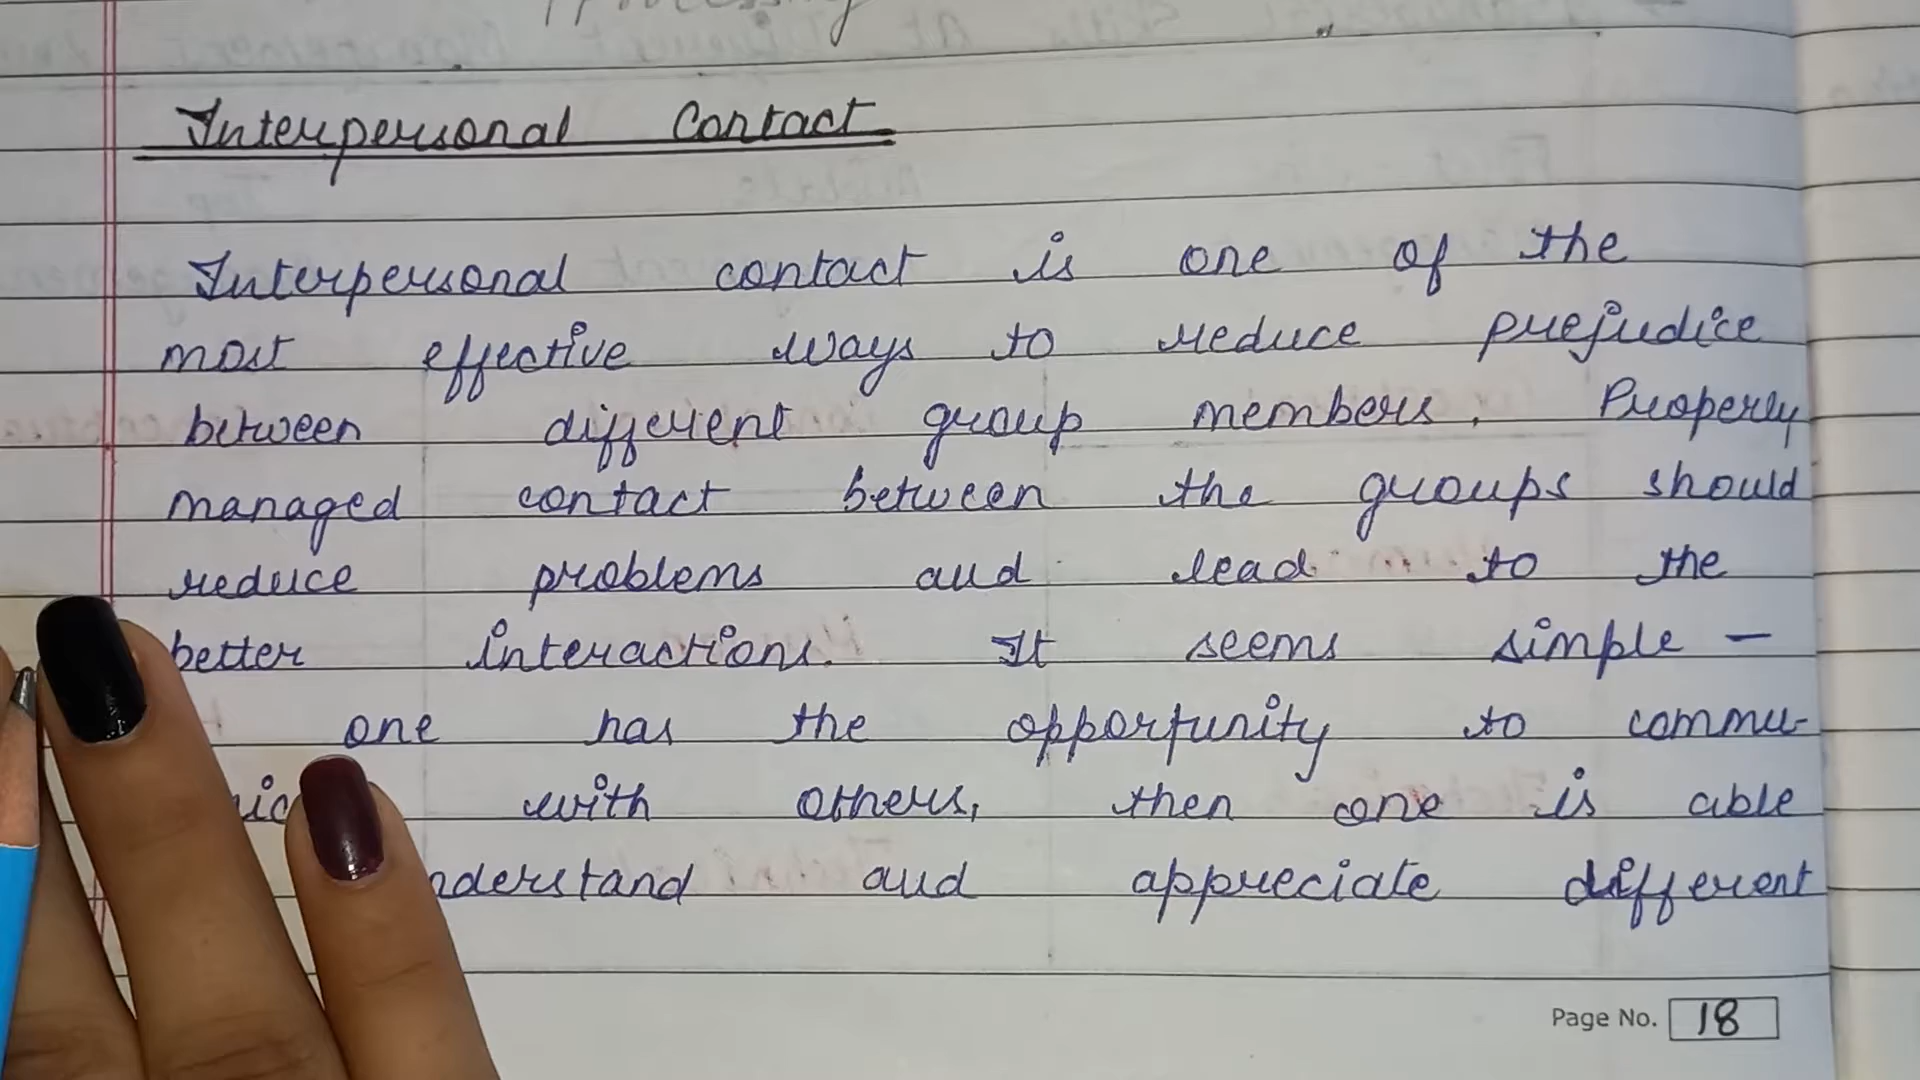 Processing
Interpersonal Contact
Interpersonal contact is one of the
most effective ways to reduce prejudice
between different group members. Properly
managed contact between the groups should
reduce problems and lead to the
better interactions. It seems simple –
one has the opportunity to commu-
with others, then one is able
and appreciate different
Page No. 18